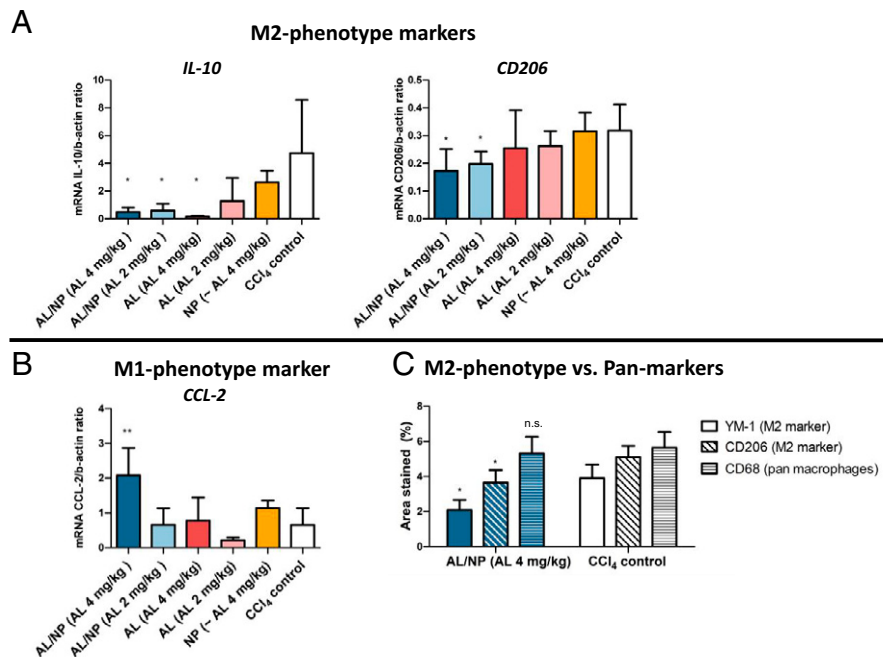 A
M2-phenotype markers
IL-10
CD206
mRNA IL-10/b-actin ratio
10
8
6
4
2
0
* * *
AL/NP (AL 4 mg/kg )
AL/NP (AL 2 mg/kg )
AL (AL 4 mg/kg)
AL (AL 2 mg/kg)
NP (~ AL 4 mg/kg)
CCl₄ control
mRNA CD206/b-actin ratio
0.5
0.4
0.3
0.2
0.1
0.0
* *
AL/NP (AL 4 mg/kg )
AL/NP (AL 2 mg/kg )
AL (AL 4 mg/kg)
AL (AL 2 mg/kg)
NP (~ AL 4 mg/kg)
CCl₄ control
B
M1-phenotype marker
CCL-2
mRNA CCL-2/b-actin ratio
4
3
2
1
0
**
AL/NP (AL 4 mg/kg )
AL/NP (AL 2 mg/kg )
AL (AL 4 mg/kg)
AL (AL 2 mg/kg)
NP (~ AL 4 mg/kg)
CCl₄ control
C
M2-phenotype vs. Pan-markers
Area stained (%)
8
6
4
2
0
* * n.s.
AL/NP (AL 4 mg/kg)
CCl₄ control
YM-1 (M2 marker)
CD206 (M2 marker)
CD68 (pan macrophages)